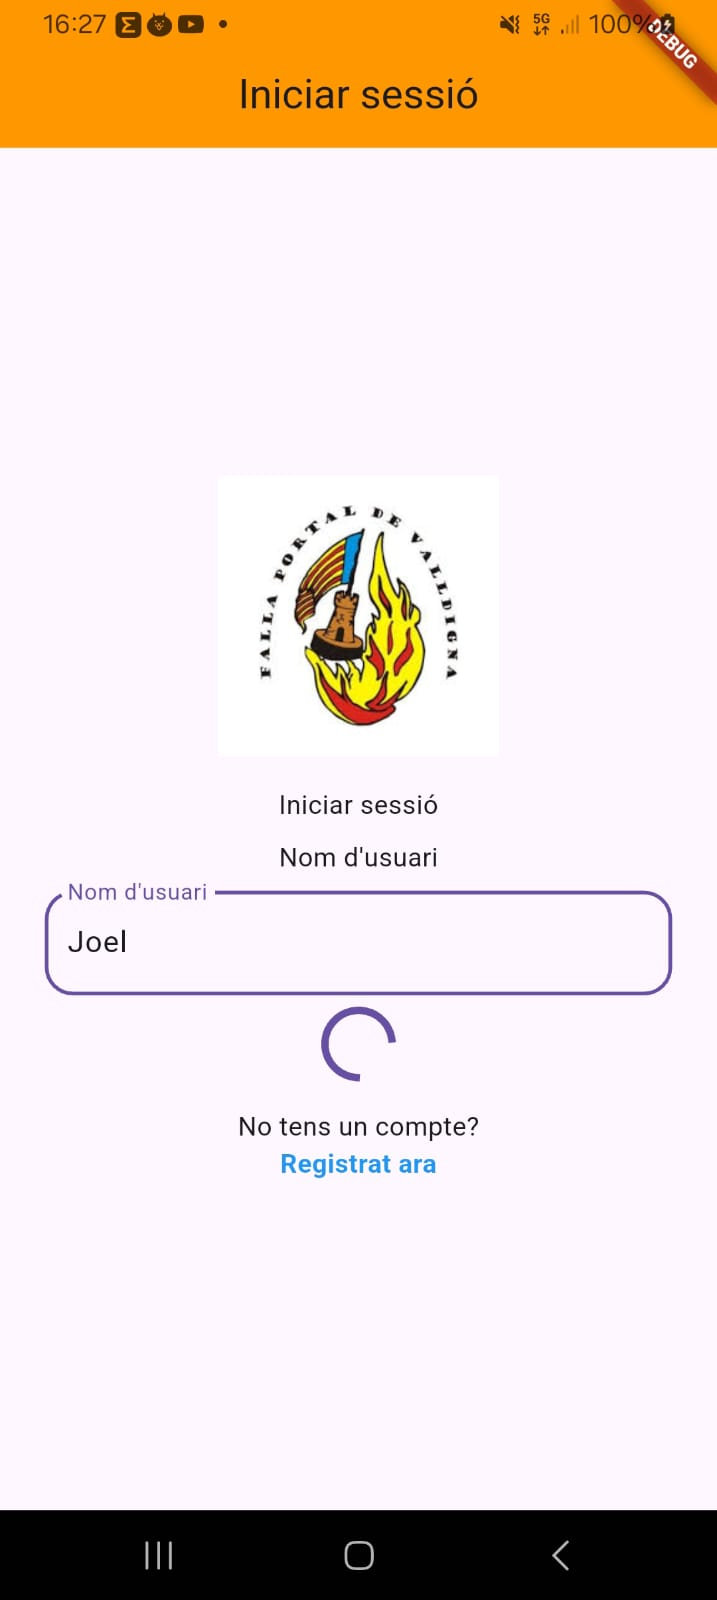 16:27
5G
100%
DEBUG
Iniciar sessió
FALLA PORTAL DE VALLDIGNA
Iniciar sessió
Nom d'usuari
Nom d'usuari
Joel
No tens un compte?
Registrat ara